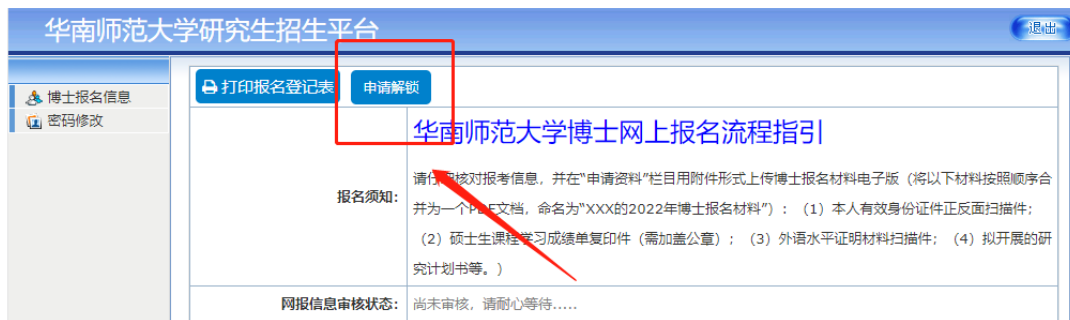 华南师范大学研究生招生平台
退出
博士报名信息
密码修改
打印报名登记表
申请解锁
华南师范大学博士网上报名流程指引
报名须知:
请仔细核对报考信息，并在“申请资料”栏目用附件形式上传博士报名材料电子版（将以下材料按照顺序合
并为一个PDF文档，命名为“XXX的2022年博士报名材料”）：（1）本人有效身份证件正反面扫描件；
（2）硕士生课程学习成绩单复印件（需加盖公章）；（3）外语水平证明材料扫描件；（4）拟开展的研
究计划书等。）
网报信息审核状态:
尚未审核，请耐心等待.....